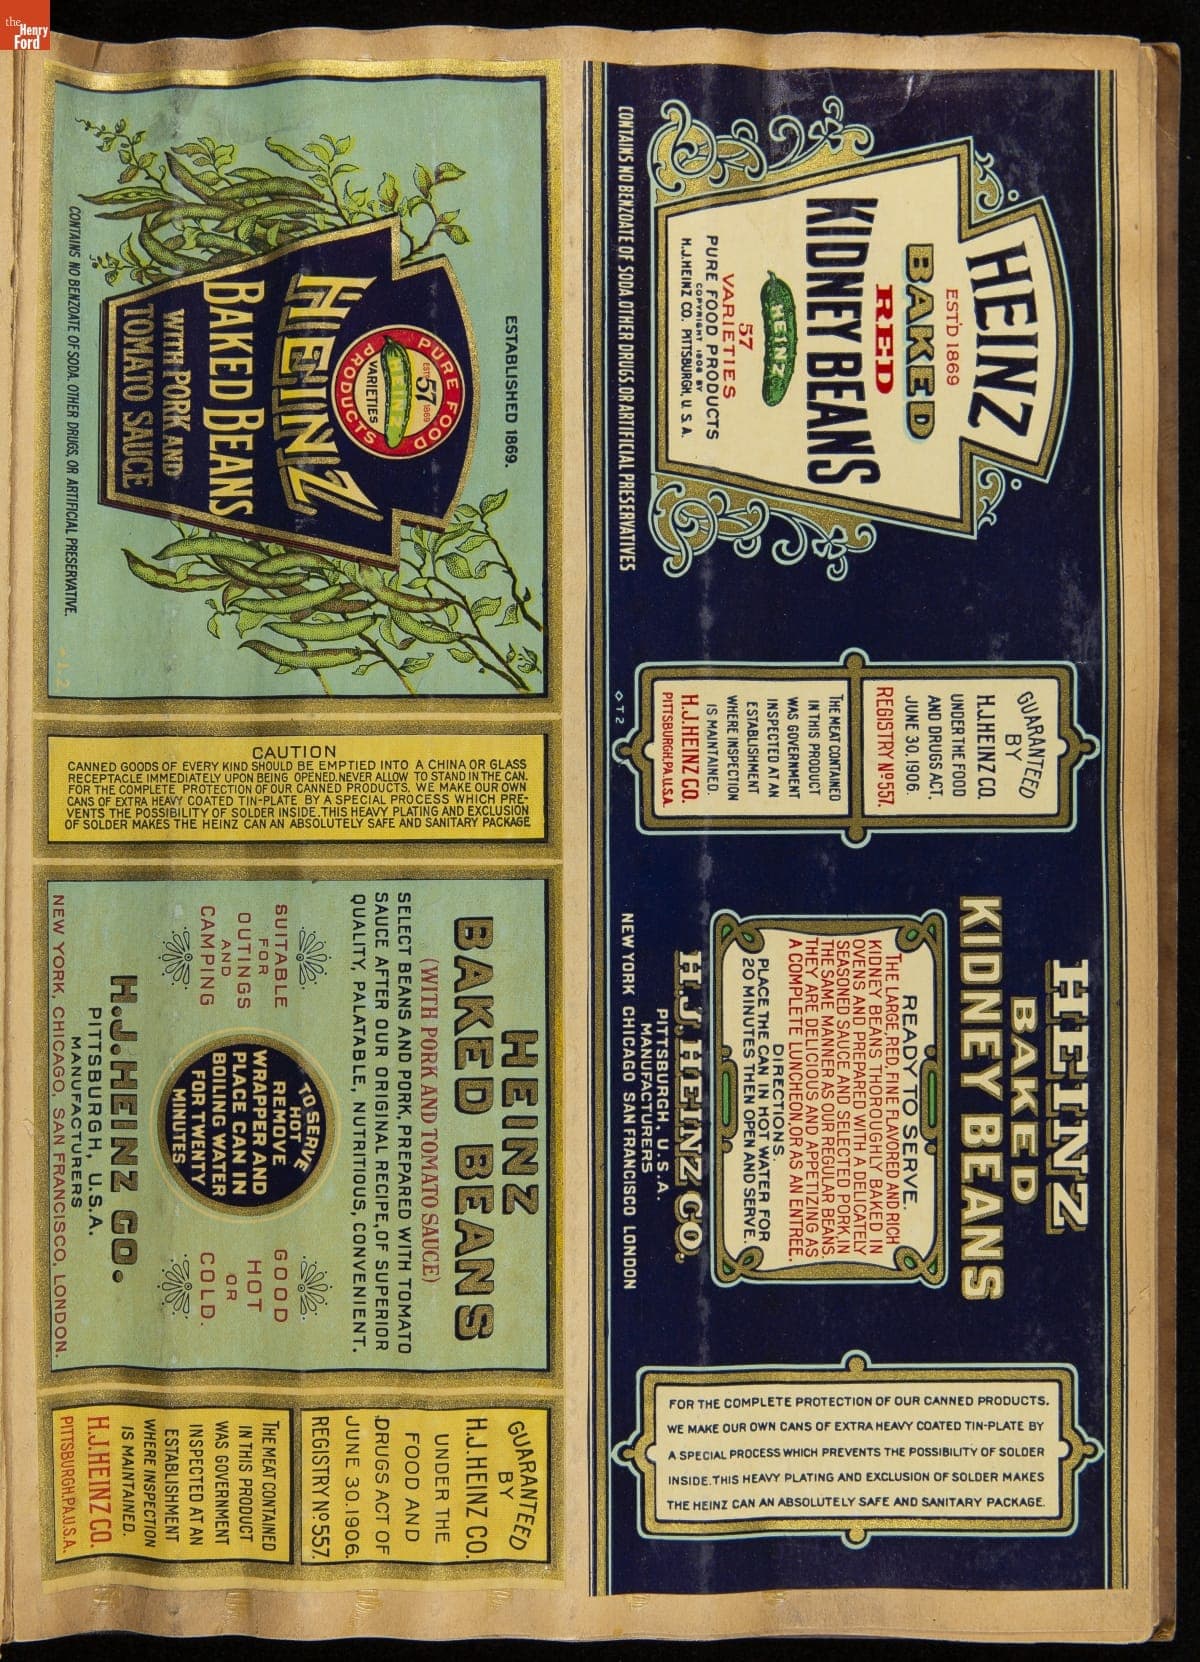 the
Henry
Ford
HEINZ
ESTD 1869
BAKED
RED
KIDNEY BEANS
HEINZ
57
VARIETIES
PURE FOOD PRODUCTS
COPYRIGHT 1908 BY
H.J. HEINZ CO. PITTSBURGH, U.S.A.
CONTAINS NO BENZOATE OF SODA, OTHER DRUGS, OR ARTIFICIAL PRESERVATIVES
GUARANTEED
BY
H.J. HEINZ CO.
UNDER THE FOOD
AND DRUGS ACT,
JUNE 30, 1906.
REGISTRY No 557.
THE MEAT CONTAINED
IN THIS PRODUCT
WAS GOVERNMENT
INSPECTED AT AN
ESTABLISHMENT
WHERE INSPECTION
IS MAINTAINED.
H.J. HEINZ CO.
PITTSBURGH, PA. U.S.A.
HEINZ
BAKED
KIDNEY BEANS
READY TO SERVE.
THE LARGE, RED, FINE FLAVORED AND RICH
KIDNEY BEANS THOROUGHLY BAKED IN
OVENS AND PREPARED WITH A DELICATELY
SEASONED SAUCE AND SELECTED PORK, IN
THE SAME MANNER AS OUR REGULAR BEANS.
THEY ARE DELICIOUS AND APPETIZING AS
A COMPLETE LUNCHEON, OR AS AN ENTREE.
DIRECTIONS.
PLACE THE CAN IN HOT WATER FOR
20 MINUTES THEN OPEN AND SERVE.
H.J. HEINZ CO.
PITTSBURGH, U.S.A.
MANUFACTURERS
NEW YORK CHICAGO SAN FRANCISCO LONDON
FOR THE COMPLETE PROTECTION OF OUR CANNED PRODUCTS.
WE MAKE OUR OWN CANS OF EXTRA HEAVY COATED TIN-PLATE BY
A SPECIAL PROCESS WHICH PREVENTS THE POSSIBILITY OF SOLDER
INSIDE. THIS HEAVY PLATING AND EXCLUSION OF SOLDER MAKES
THE HEINZ CAN AN ABSOLUTELY SAFE AND SANITARY PACKAGE.
ESTABLISHED 1869.
PURE FOOD PRODUCTS
ESTD 57 1869
HEINZ
VARIETIES
HEINZ
BAKED BEANS
WITH PORK AND
TOMATO SAUCE
CONTAINS NO BENZOATE OF SODA, OTHER DRUGS, OR ARTIFICIAL PRESERVATIVE.
CAUTION
CANNED GOODS OF EVERY KIND SHOULD BE EMPTIED INTO A CHINA OR GLASS
RECEPTACLE IMMEDIATELY UPON BEING OPENED. NEVER ALLOW TO STAND IN THE CAN.
FOR THE COMPLETE PROTECTION OF OUR CANNED PRODUCTS, WE MAKE OUR OWN
CANS OF EXTRA HEAVY COATED TIN-PLATE BY A SPECIAL PROCESS WHICH PRE-
VENTS THE POSSIBILITY OF SOLDER INSIDE. THIS HEAVY PLATING AND EXCLUSION
OF SOLDER MAKES THE HEINZ CAN AN ABSOLUTELY SAFE AND SANITARY PACKAGE
HEINZ
BAKED BEANS
(WITH PORK AND TOMATO SAUCE)
SELECT BEANS AND PORK, PREPARED WITH TOMATO
SAUCE AFTER OUR ORIGINAL RECIPE, OF SUPERIOR
QUALITY, PALATABLE, NUTRITIOUS, CONVENIENT.
SUITABLE
FOR
OUTINGS
AND
CAMPING
TO SERVE
HOT
REMOVE
WRAPPER AND
PLACE CAN IN
BOILING WATER
FOR TWENTY
MINUTES
GOOD
HOT
OR
COLD.
H.J. HEINZ CO.
PITTSBURGH, U.S.A.
MANUFACTURERS
NEW YORK, CHICAGO, SAN FRANCISCO, LONDON.
GUARANTEED
BY
H.J. HEINZ CO.
UNDER THE
FOOD AND
DRUGS ACT OF
JUNE 30, 1906.
REGISTRY No 557.
THE MEAT CONTAINED
IN THIS PRODUCT
WAS GOVERNMENT
INSPECTED AT AN
ESTABLISHMENT
WHERE INSPECTION
IS MAINTAINED.
H.J. HEINZ CO.
PITTSBURGH, PA. U.S.A.